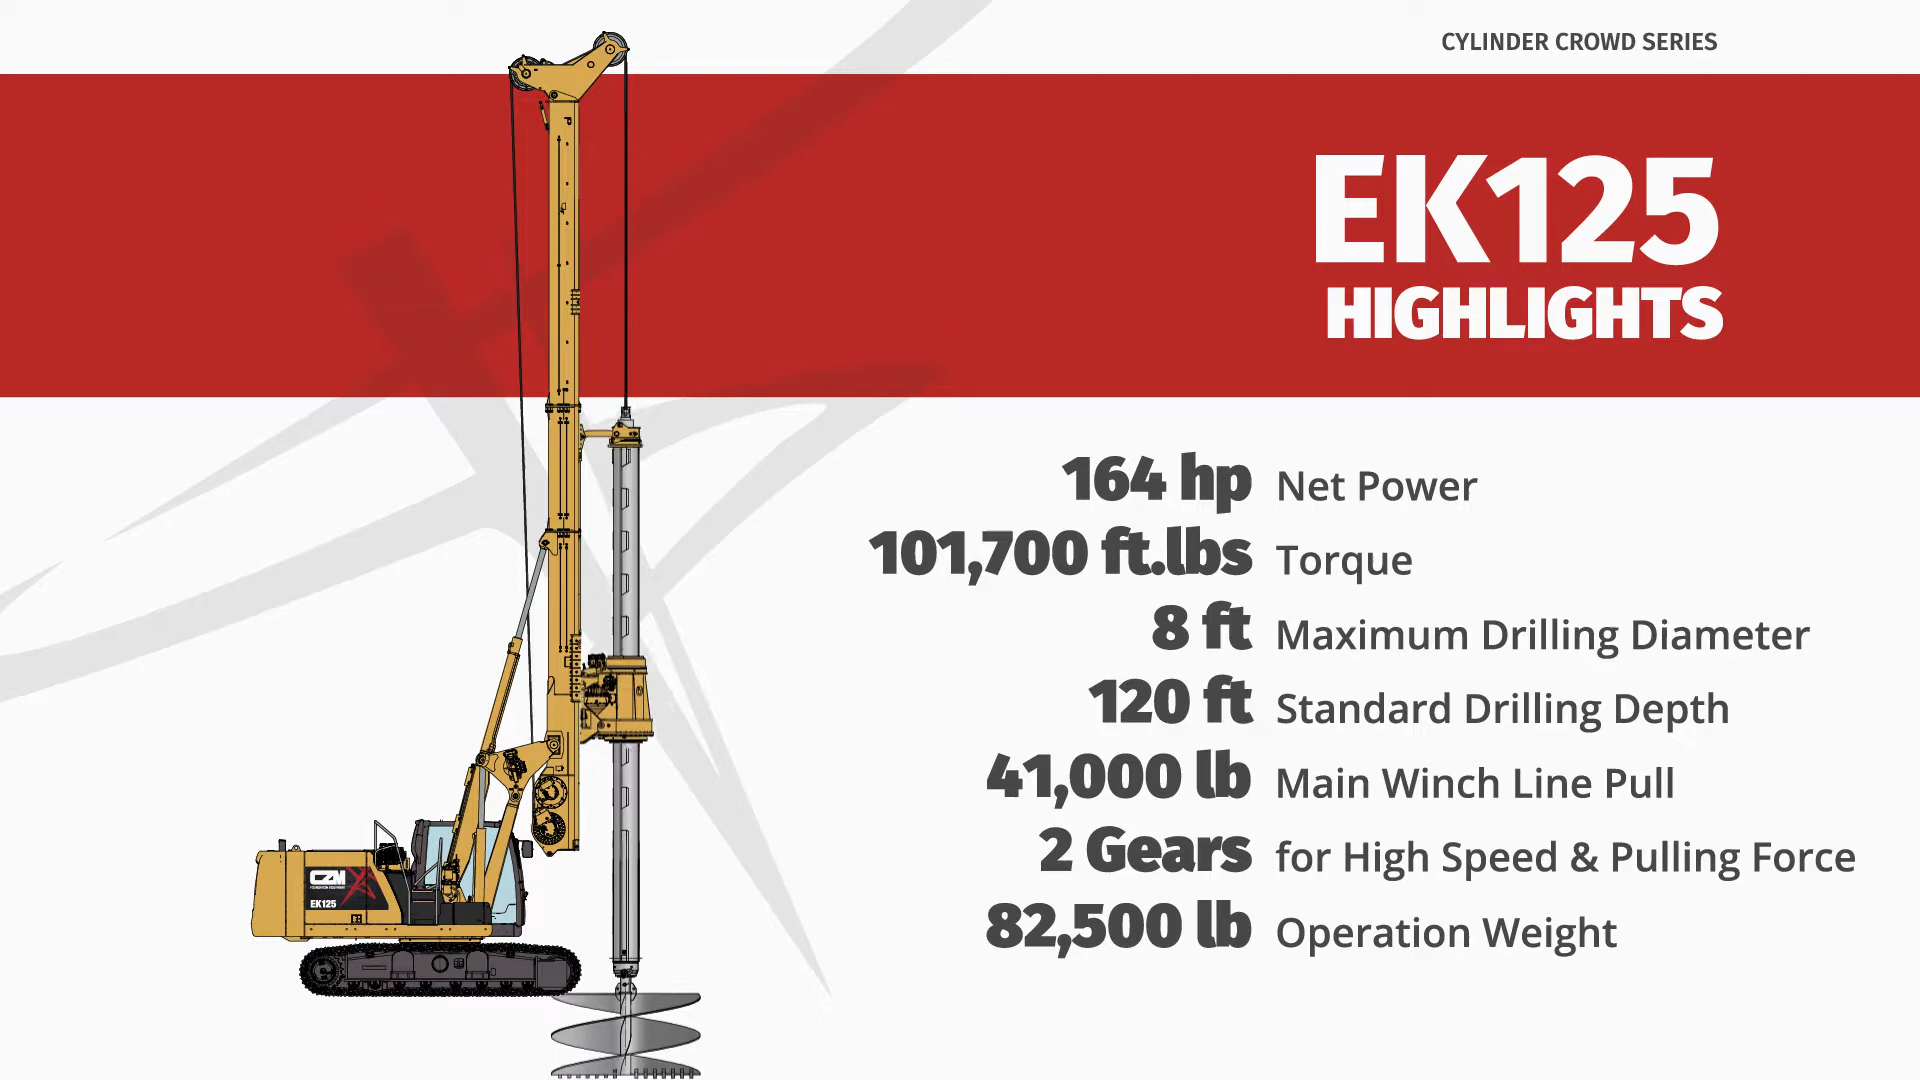 CYLINDER CROWD SERIES
EK125
HIGHLIGHTS
164 hp Net Power
101,700 ft.lbs Torque
8 ft Maximum Drilling Diameter
120 ft Standard Drilling Depth
41,000 lb Main Winch Line Pull
2 Gears for High Speed & Pulling Force
82,500 lb Operation Weight
CZM
FOUNDATION EQUIPMENT
EK125